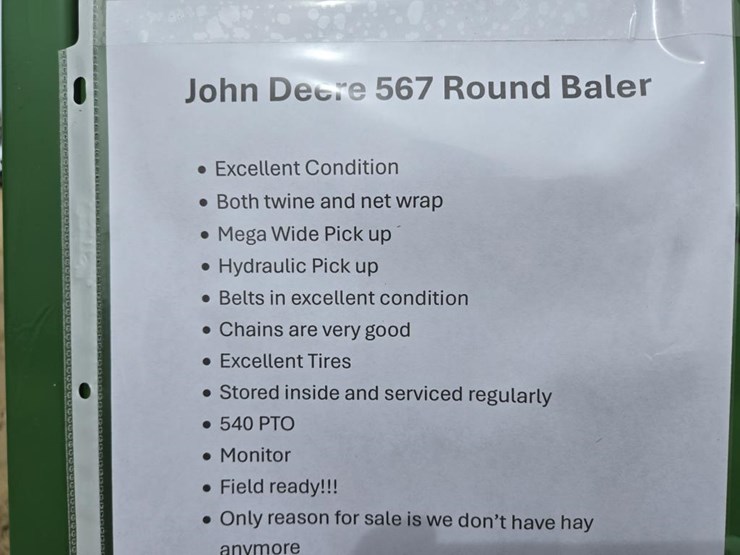 John Deere 567 Round Baler
• Excellent Condition
• Both twine and net wrap
• Mega Wide Pick up
• Hydraulic Pick up
• Belts in excellent condition
• Chains are very good
• Excellent Tires
• Stored inside and serviced regularly
• 540 PTO
• Monitor
• Field ready!!!
• Only reason for sale is we don't have hay
anymore